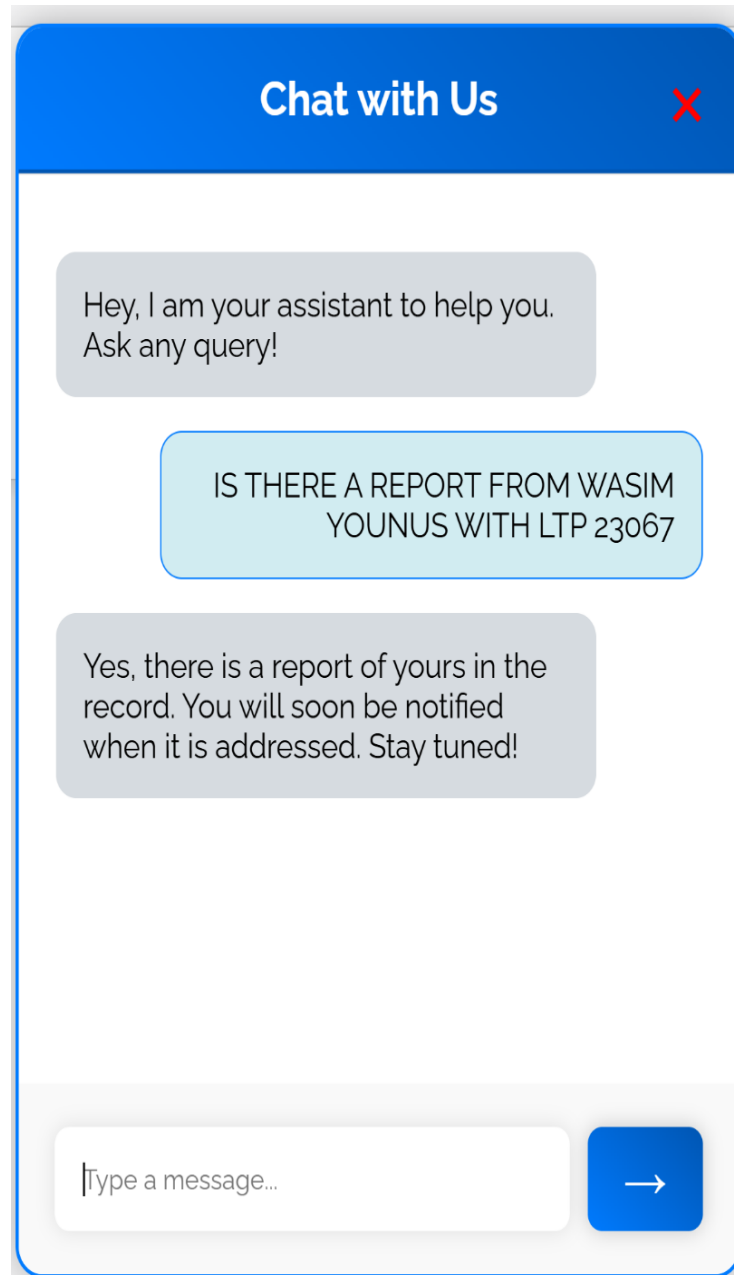 Chat with Us
×
Hey, I am your assistant to help you.
Ask any query!
IS THERE A REPORT FROM WASIM
YOUNUS WITH LTP 23067
Yes, there is a report of yours in the
record. You will soon be notified
when it is addressed. Stay tuned!
Type a message...
→